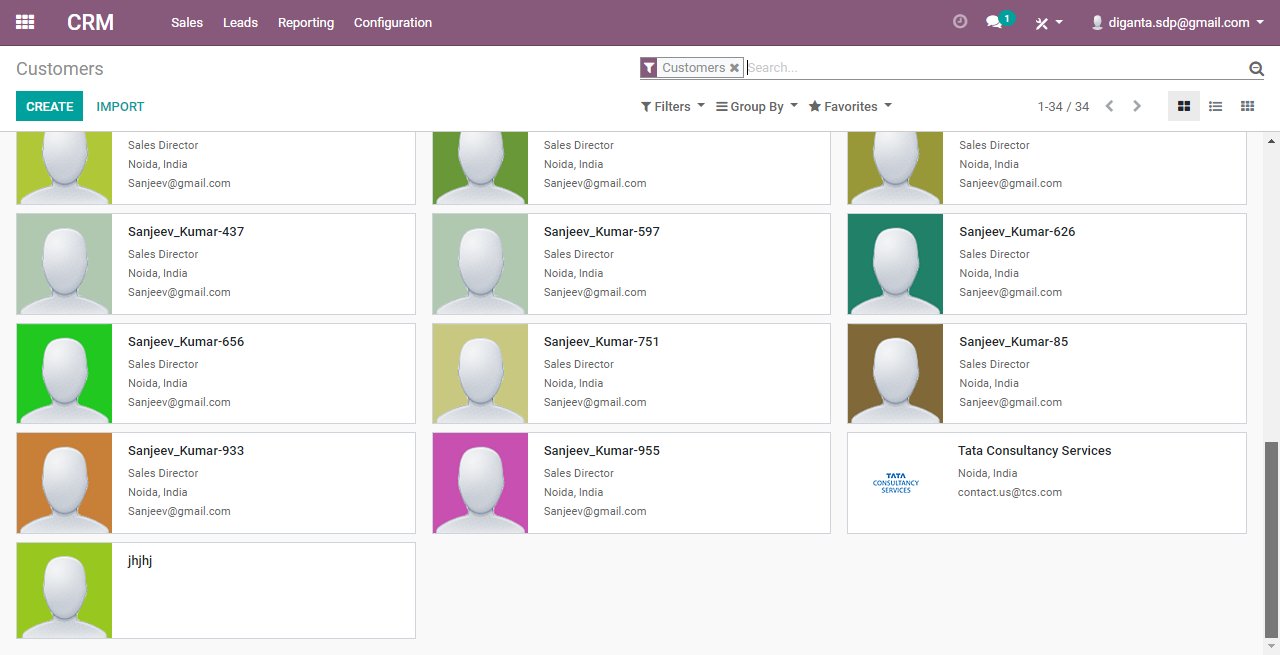 CRM Sales Leads Reporting Configuration 1 diganta.sdp@gmail.com
Customers Customers Search...
CREATE IMPORT Filters Group By Favorites 1-34 / 34
Sales Director Sales Director Sales Director
Noida, India Noida, India Noida, India
Sanjeev@gmail.com Sanjeev@gmail.com Sanjeev@gmail.com
Sanjeev_Kumar-437 Sanjeev_Kumar-597 Sanjeev_Kumar-626
Sales Director Sales Director Sales Director
Noida, India Noida, India Noida, India
Sanjeev@gmail.com Sanjeev@gmail.com Sanjeev@gmail.com
Sanjeev_Kumar-656 Sanjeev_Kumar-751 Sanjeev_Kumar-85
Sales Director Sales Director Sales Director
Noida, India Noida, India Noida, India
Sanjeev@gmail.com Sanjeev@gmail.com Sanjeev@gmail.com
Sanjeev_Kumar-933 Sanjeev_Kumar-955 Tata Consultancy Services
Sales Director Sales Director Noida, India
Noida, India Noida, India contact.us@tcs.com
Sanjeev@gmail.com Sanjeev@gmail.com
TATA
CONSULTANCY
SERVICES
jhjhj